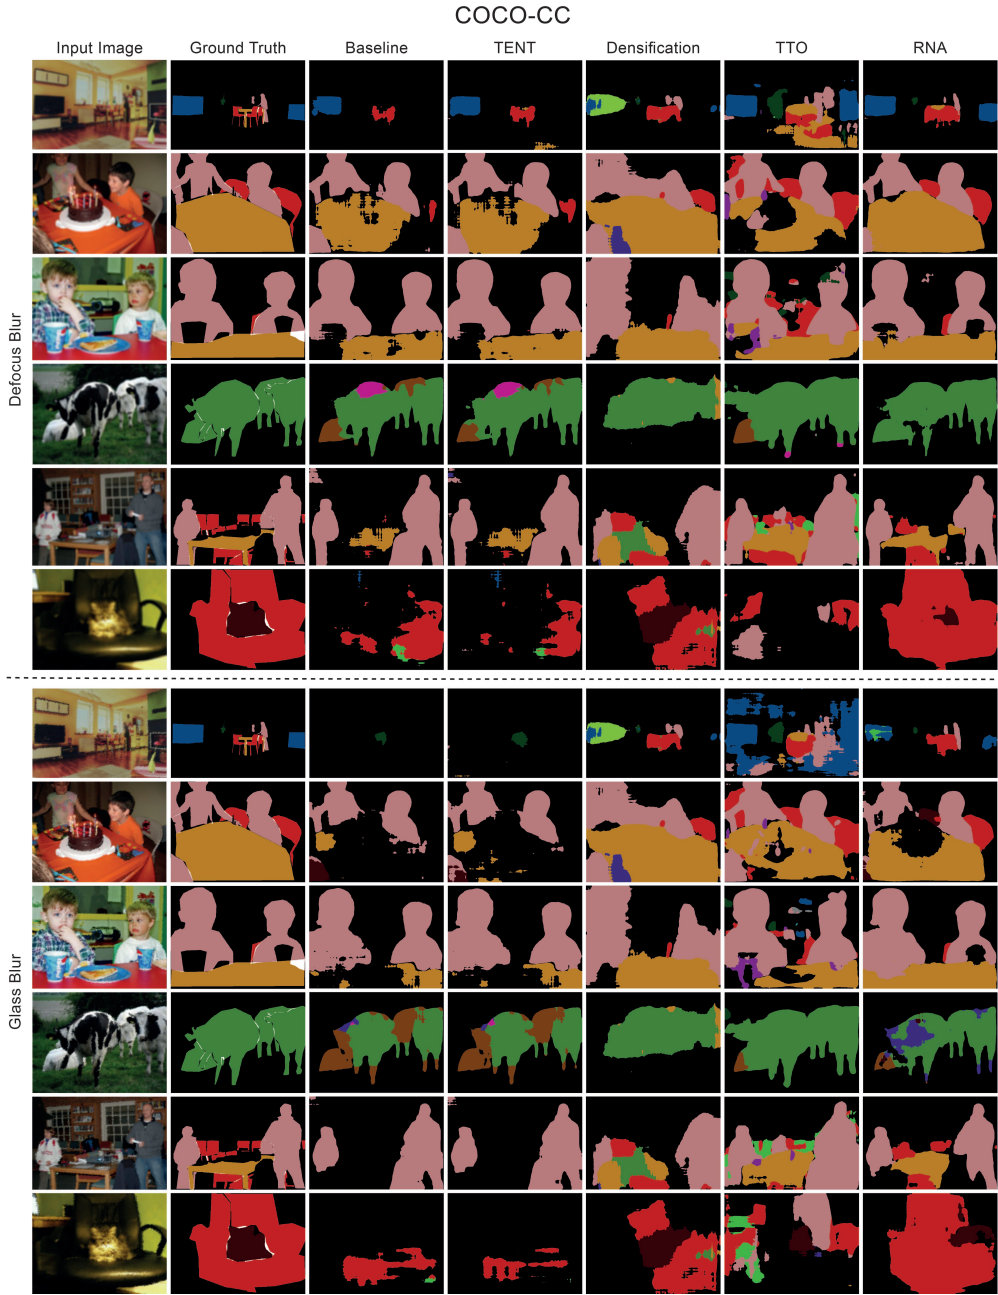 COCO-CC
Input Image Ground Truth Baseline TENT Densification TTO RNA
Defocus Blur
Glass Blur